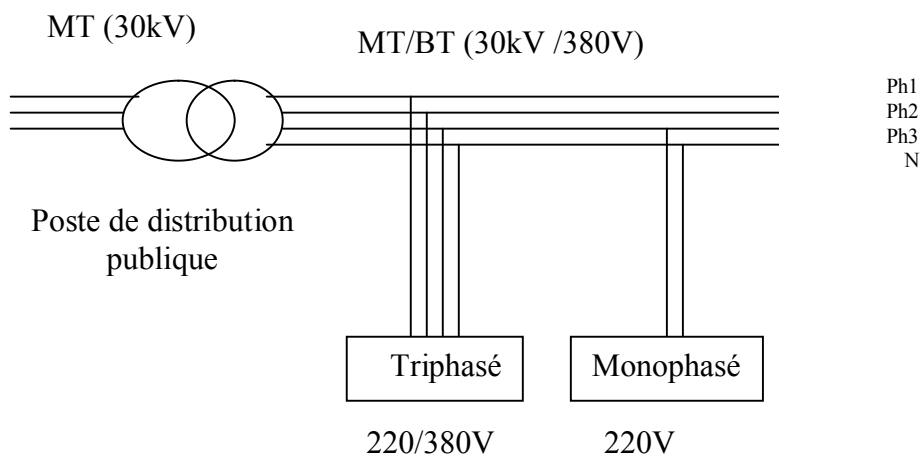 MT (30kV)
MT/BT (30kV /380V)
Ph1
Ph2
Ph3
N
Poste de distribution
publique
Triphasé
Monophasé
220/380V
220V